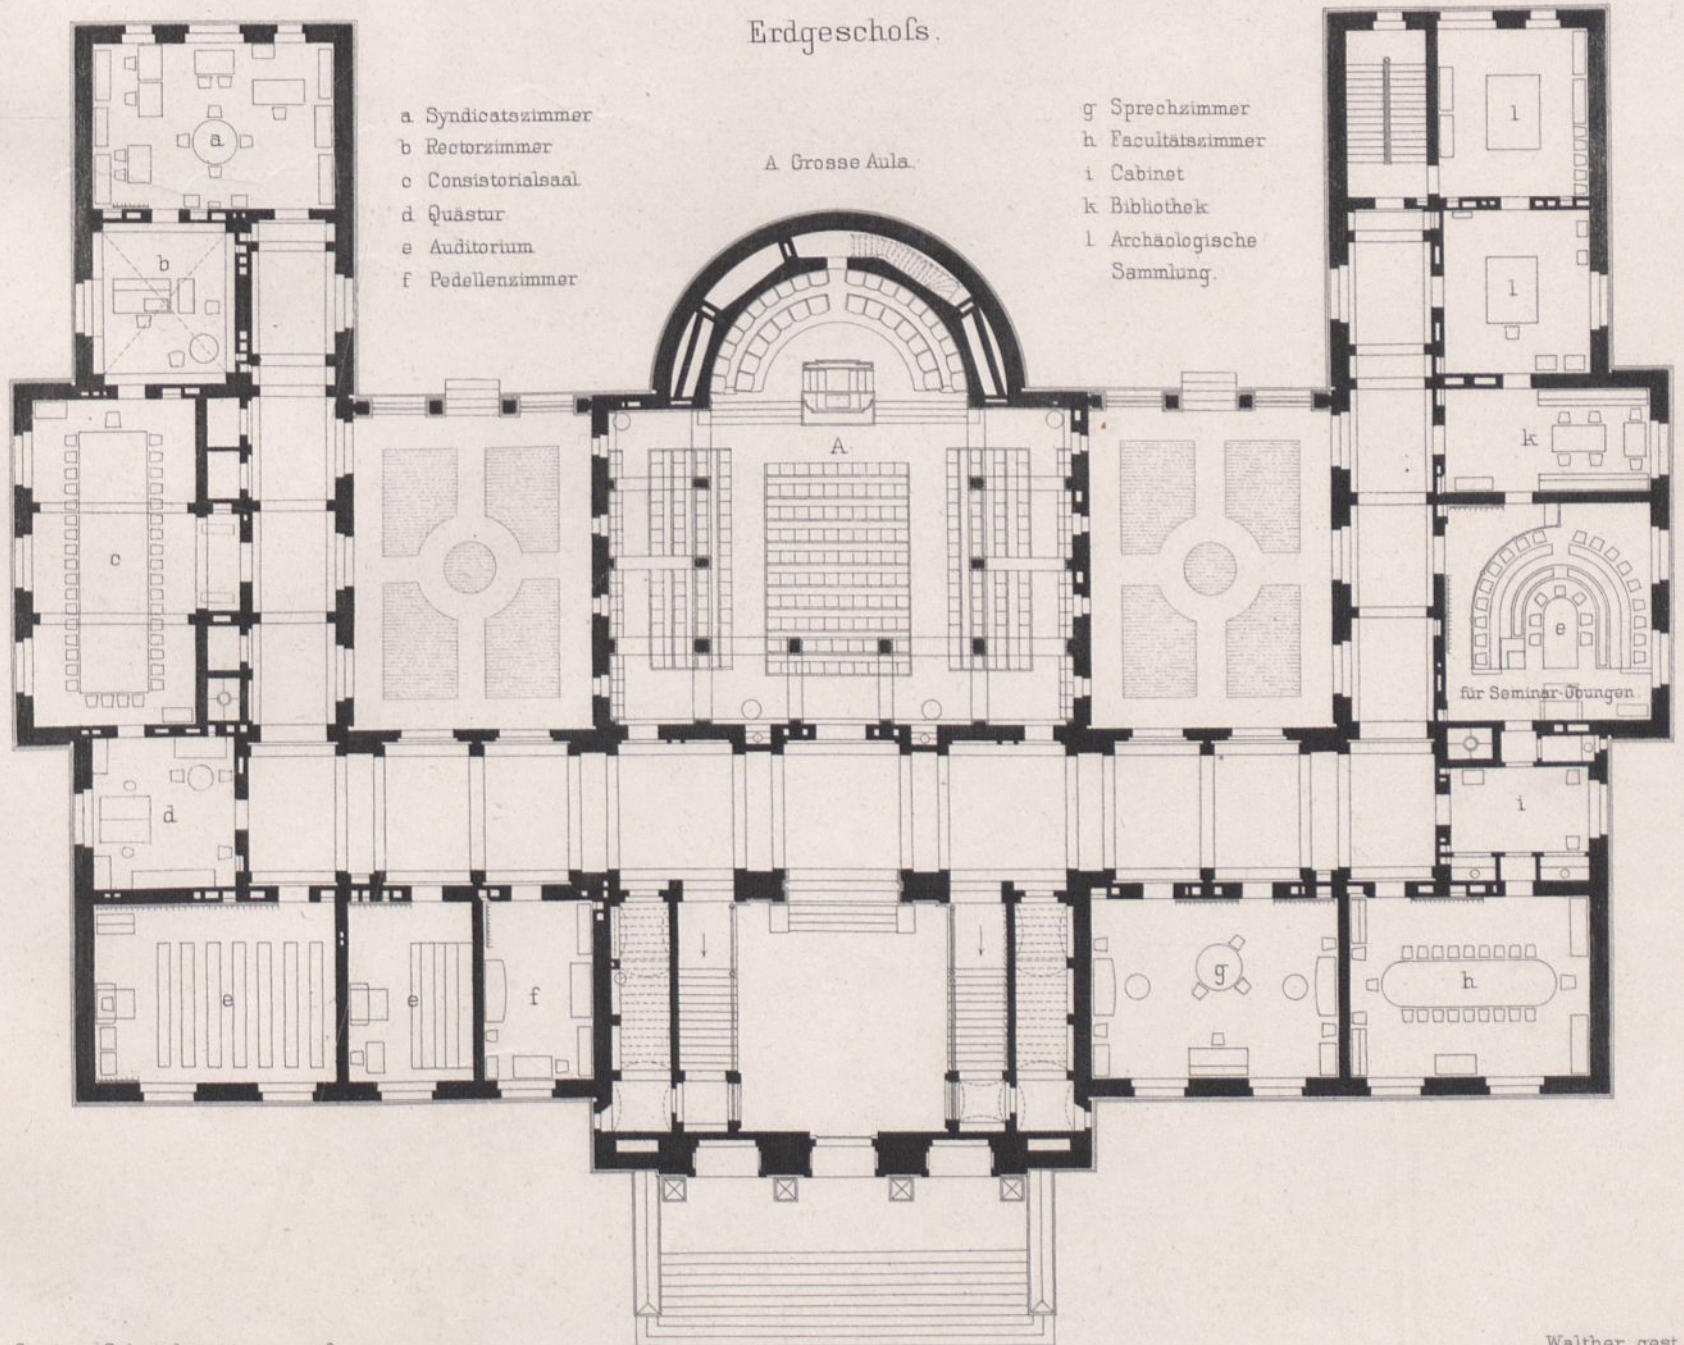 Erdgeschoſs.
a Syndicatszimmer
b Rectorzimmer
c Consistorialsaal
d Quästur
e Auditorium
f Pedellenzimmer
A Grosse Aula.
g Sprechzimmer
h Facultätszimmer
i Cabinet
k Bibliothek
l Archäologische
Sammlung.
a
b
c
d
e
e
f
A
g
h
i
k
l
l
e
für Seminar-Übungen.
Walther gest.